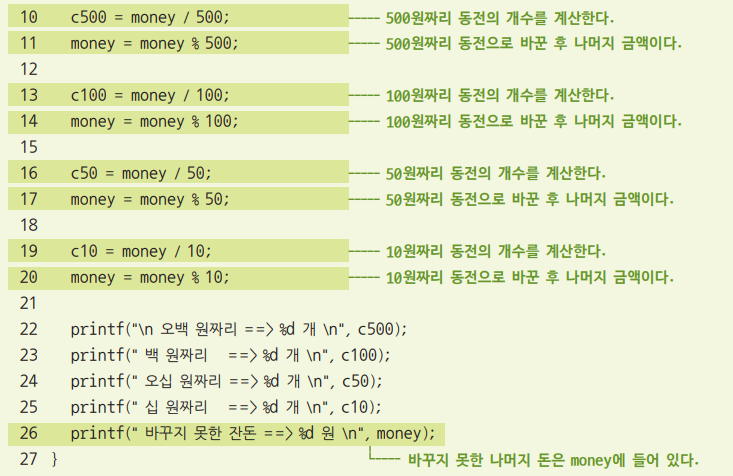 10 c500 = money / 500; 500원짜리 동전의 개수를 계산한다.
11 money = money % 500; 500원짜리 동전으로 바꾼 후 나머지 금액이다.
12
13 c100 = money / 100; 100원짜리 동전의 개수를 계산한다.
14 money = money % 100; 100원짜리 동전으로 바꾼 후 나머지 금액이다.
15
16 c50 = money / 50; 50원짜리 동전의 개수를 계산한다.
17 money = money % 50; 50원짜리 동전으로 바꾼 후 나머지 금액이다.
18
19 c10 = money / 10; 10원짜리 동전의 개수를 계산한다.
20 money = money % 10; 10원짜리 동전으로 바꾼 후 나머지 금액이다.
21
22 printf("\n 오백 원짜리 ==> %d 개 \n", c500);
23 printf(" 백 원짜리 ==> %d 개 \n", c100);
24 printf(" 오십 원짜리 ==> %d 개 \n", c50);
25 printf(" 십 원짜리 ==> %d 개 \n", c10);
26 printf(" 바꾸지 못한 잔돈 ==> %d 원 \n", money);
27 } 바꾸지 못한 나머지 돈은 money에 들어 있다.